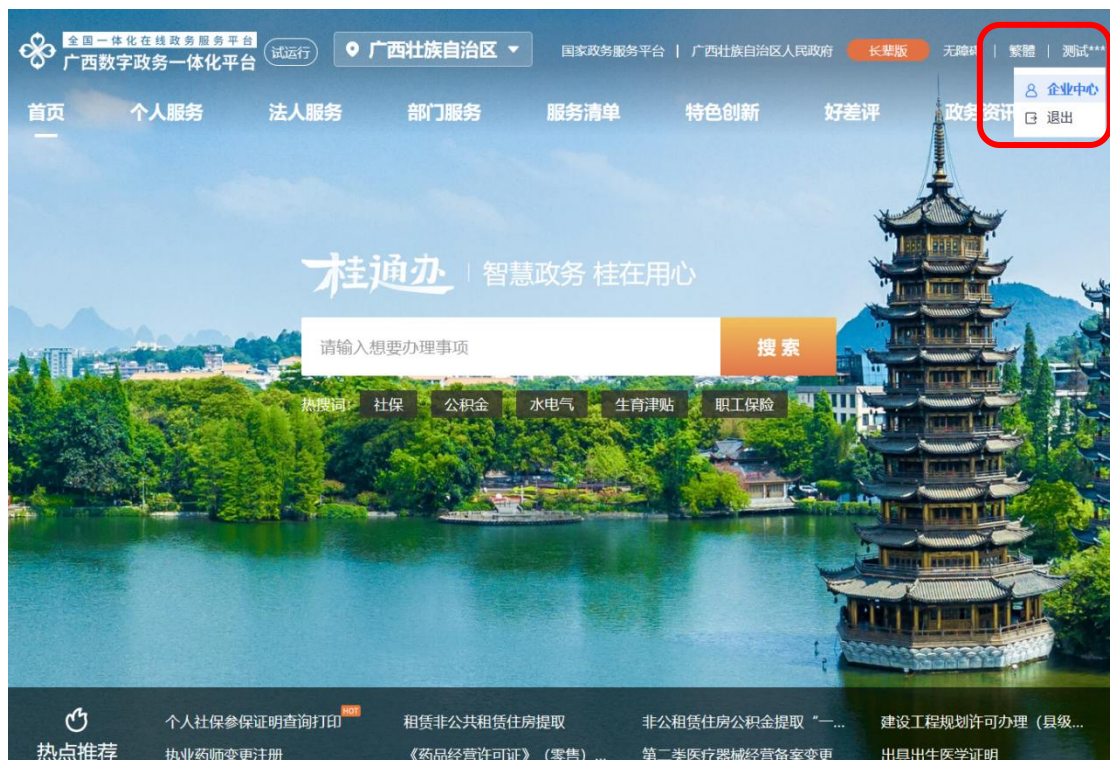 全国一体化在线政务服务平台
广西数字政务一体化平台
试运行
广西壮族自治区
国家政务服务平台 | 广西壮族自治区人民政府
长辈版
无障碍 | 繁體 | 测试***
企业中心
退出
首页 个人服务 法人服务 部门服务 服务清单 特色创新 好差评 政务资讯
桂通办 | 智慧政务 桂在用心
请输入想要办理事项
搜索
热搜词: 社保 公积金 水电气 生育津贴 职工保险
热点推荐
个人社保参保证明查询打印 HOT 租赁非公共租赁住房提取 非公租赁住房公积金提取“一... 建设工程规划许可办理（县级...
执业药师变更注册 《药品经营许可证》（零售）... 第二类医疗器械经营备案变更 出具出生医学证明